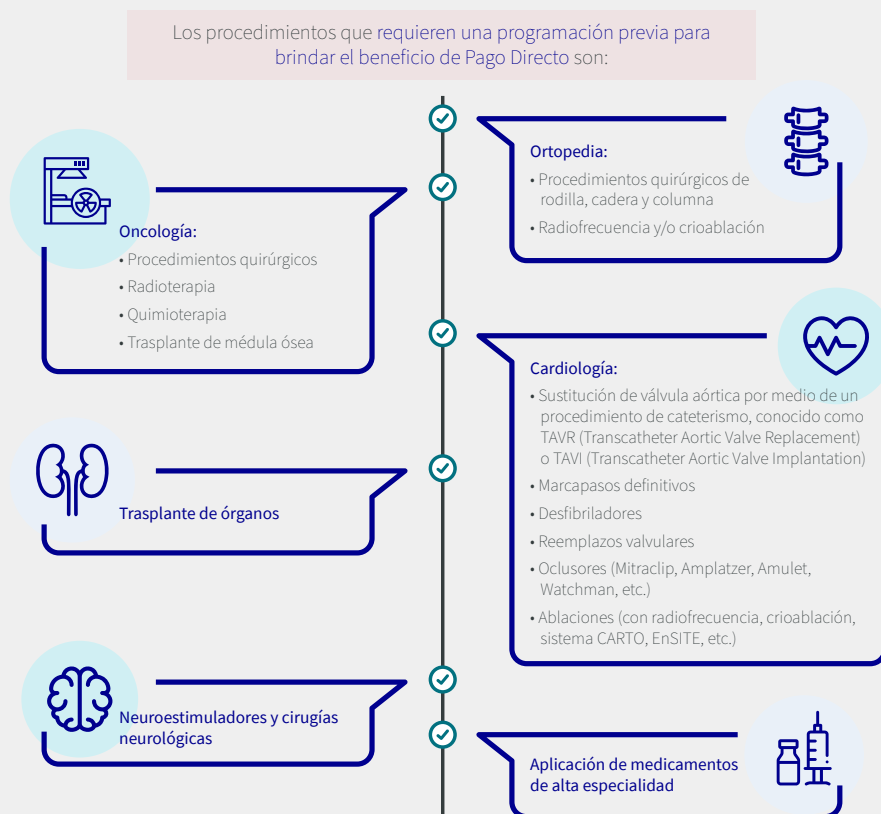 Los procedimientos que requieren una programación previa para
brindar el beneficio de Pago Directo son:
Ortopedia:
• Procedimientos quirúrgicos de
rodilla, cadera y columna
• Radiofrecuencia y/o crioablación
Oncología:
• Procedimientos quirúrgicos
• Radioterapia
• Quimioterapia
• Trasplante de médula ósea
Cardiología:
• Sustitución de válvula aórtica por medio de un
procedimiento de cateterismo, conocido como
TAVR (Transcatheter Aortic Valve Replacement)
o TAVI (Transcatheter Aortic Valve Implantation)
• Marcapasos definitivos
• Desfibriladores
• Reemplazos valvulares
• Oclusores (Mitraclip, Amplatzer, Amulet,
Watchman, etc.)
• Ablaciones (con radiofrecuencia, crioablación,
sistema CARTO, EnSITE, etc.)
Trasplante de órganos
Neuroestimuladores y cirugías
neurológicas
Aplicación de medicamentos
de alta especialidad